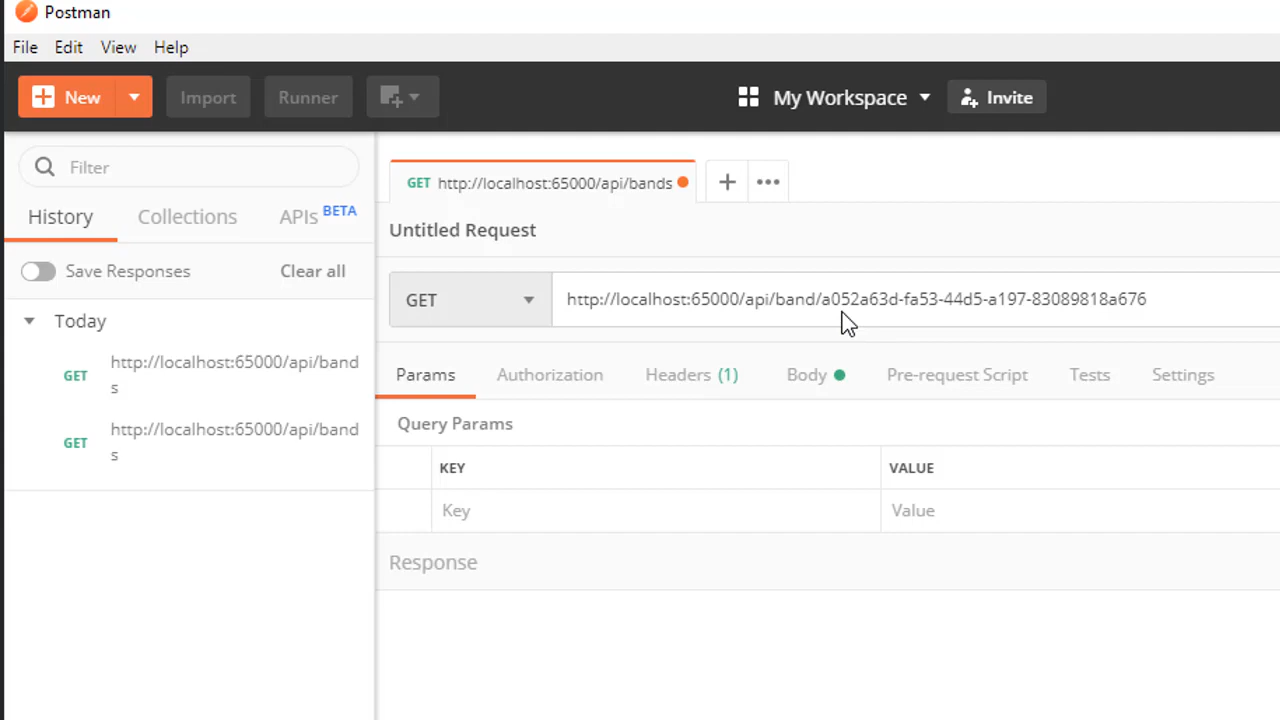 Postman
File Edit View Help
New Import Runner My Workspace Invite
Filter
History Collections APIs BETA
Save Responses Clear all
Today
GET http://localhost:65000/api/band
s
GET http://localhost:65000/api/band
s
GET http://localhost:65000/api/bands
Untitled Request
GET http://localhost:65000/api/band/a052a63d-fa53-44d5-a197-83089818a676
Params Authorization Headers (1) Body Pre-request Script Tests Settings
Query Params
KEY VALUE
Key Value
Response